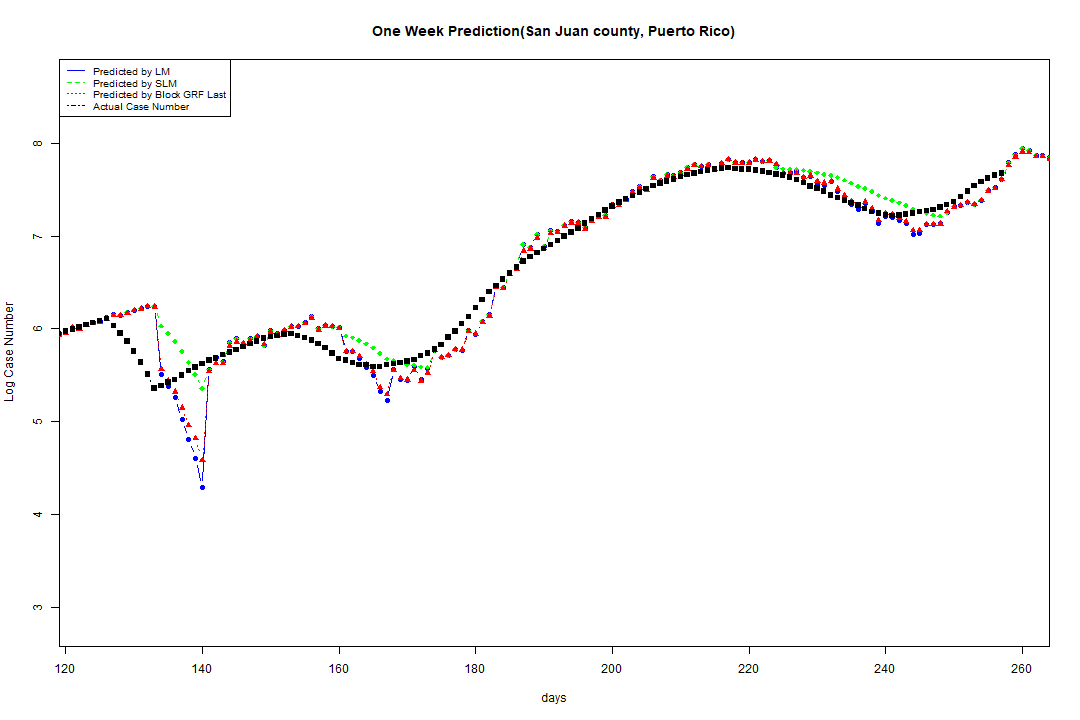 One Week Prediction(San Juan county, Puerto Rico)
Predicted by LM
Predicted by SLM
Predicted by Block GRF Last
Actual Case Number
Log Case Number
8
7
6
5
4
3
120 140 160 180 200 220 240 260
days